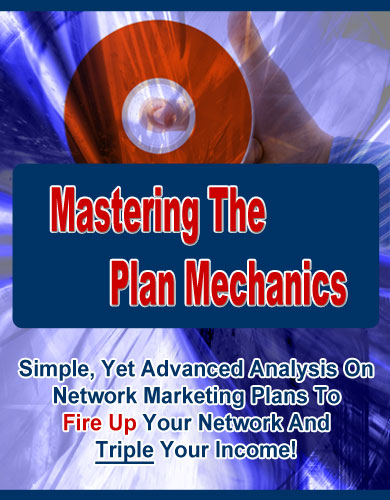 Mastering The
Plan Mechanics
Simple, Yet Advanced Analysis On
Network Marketing Plans To
Fire Up Your Network And
Triple Your Income!